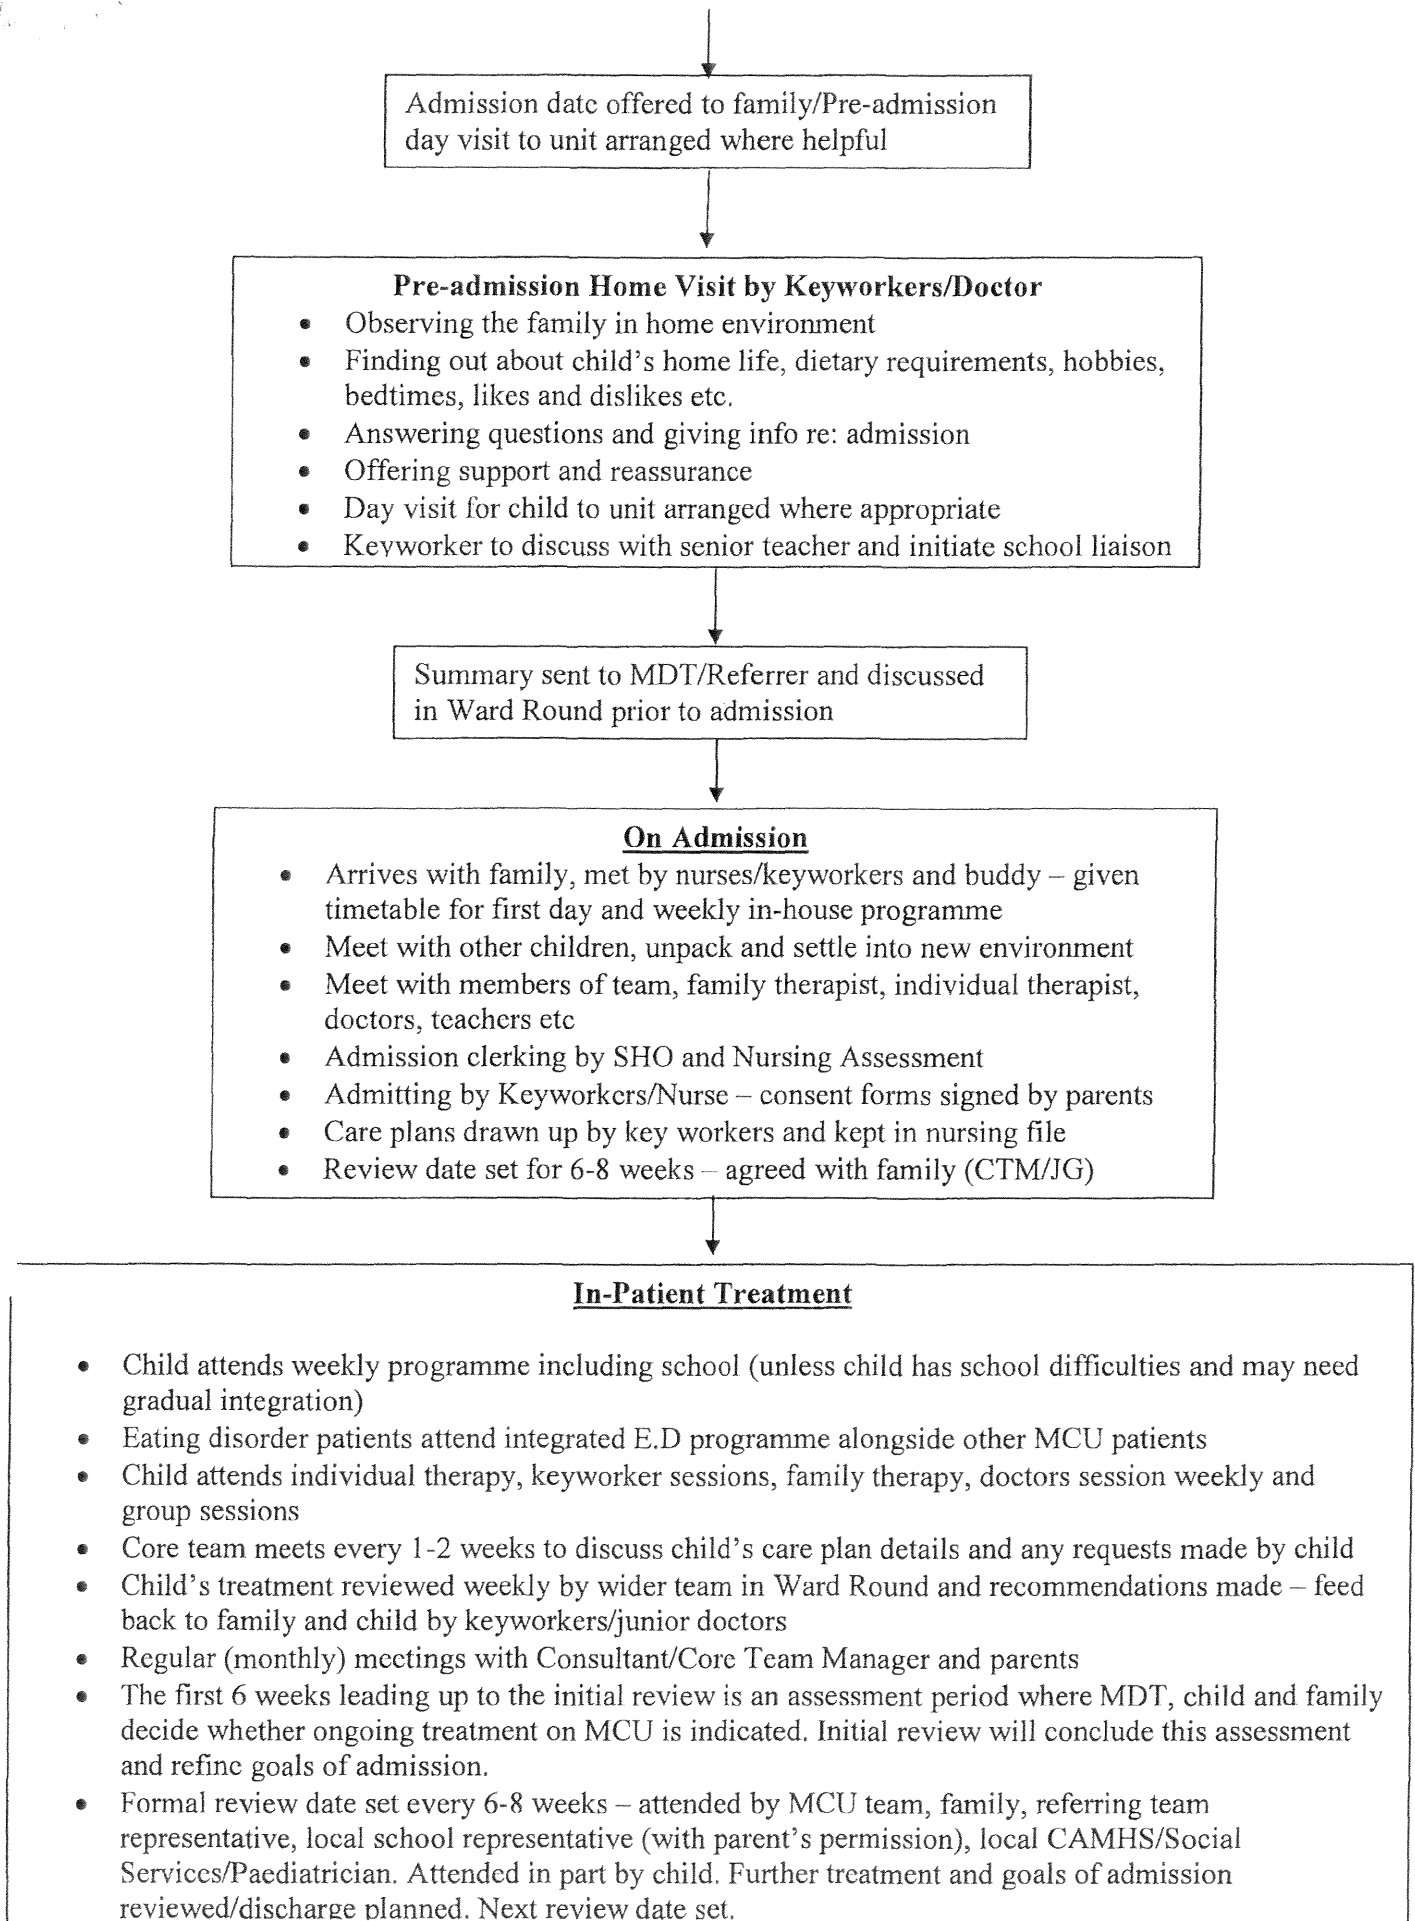 Admission date offered to family/Pre-admission
day visit to unit arranged where helpful
Pre-admission Home Visit by Keyworkers/Doctor
• Observing the family in home environment
• Finding out about child's home life, dietary requirements, hobbies,
bedtimes, likes and dislikes etc.
• Answering questions and giving info re: admission
• Offering support and reassurance
• Day visit for child to unit arranged where appropriate
• Keyworker to discuss with senior teacher and initiate school liaison
Summary sent to MDT/Referrer and discussed
in Ward Round prior to admission
On Admission
• Arrives with family, met by nurses/keyworkers and buddy – given
timetable for first day and weekly in-house programme
• Meet with other children, unpack and settle into new environment
• Meet with members of team, family therapist, individual therapist,
doctors, teachers etc
• Admission clerking by SHO and Nursing Assessment
• Admitting by Keyworkers/Nurse – consent forms signed by parents
• Care plans drawn up by key workers and kept in nursing file
• Review date set for 6-8 weeks – agreed with family (CTM/JG)
In-Patient Treatment
• Child attends weekly programme including school (unless child has school difficulties and may need
gradual integration)
• Eating disorder patients attend integrated E.D programme alongside other MCU patients
• Child attends individual therapy, keyworker sessions, family therapy, doctors session weekly and
group sessions
• Core team meets every 1-2 weeks to discuss child's care plan details and any requests made by child
• Child's treatment reviewed weekly by wider team in Ward Round and recommendations made – feed
back to family and child by keyworkers/junior doctors
• Regular (monthly) meetings with Consultant/Core Team Manager and parents
• The first 6 weeks leading up to the initial review is an assessment period where MDT, child and family
decide whether ongoing treatment on MCU is indicated. Initial review will conclude this assessment
and refine goals of admission.
• Formal review date set every 6-8 weeks – attended by MCU team, family, referring team
representative, local school representative (with parent's permission), local CAMHS/Social
Services/Paediatrician. Attended in part by child. Further treatment and goals of admission
reviewed/discharge planned. Next review date set.